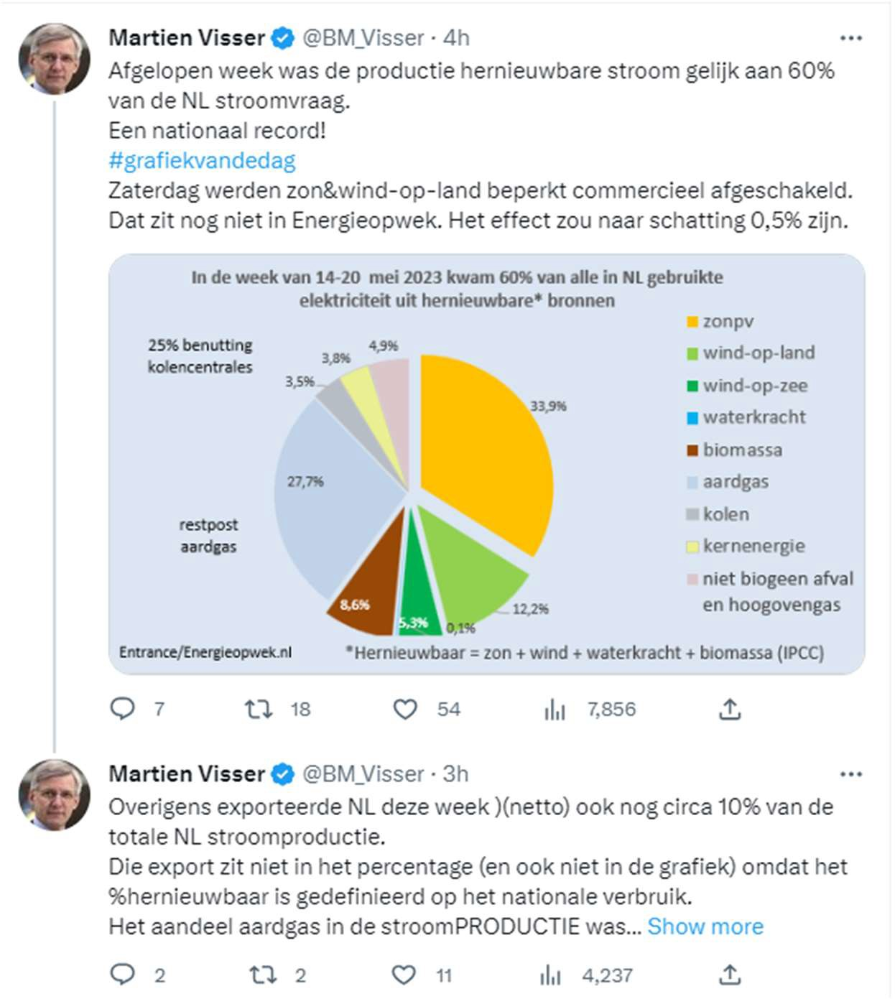 Martien Visser @BM_Visser · 4h
Afgelopen week was de productie hernieuwbare stroom gelijk aan 60%
van de NL stroomvraag.
Een nationaal record!
#grafiekvandedag
Zaterdag werden zon&wind-op-land beperkt commercieel afgeschakeld.
Dat zit nog niet in Energieopwek. Het effect zou naar schatting 0,5% zijn.
In de week van 14-20 mei 2023 kwam 60% van alle in NL gebruikte
elektriciteit uit hernieuwbare* bronnen
25% benutting
kolencentrales
restpost
aardgas
4,9%
3,8%
3,5%
33,9%
27,7%
8,6%
5,3%
0,1%
12,2%
zonpv
wind-op-land
wind-op-zee
waterkracht
biomassa
aardgas
kolen
kernenergie
niet biogeen afval
en hoogovengas
Entrance/Energieopwek.nl
*Hernieuwbaar = zon + wind + waterkracht + biomassa (IPCC)
7 18 54 7,856
Martien Visser @BM_Visser · 3h
Overigens exporteerde NL deze week )(netto) ook nog circa 10% van de
totale NL stroomproductie.
Die export zit niet in het percentage (en ook niet in de grafiek) omdat het
%hernieuwbaar is gedefinieerd op het nationale verbruik.
Het aandeel aardgas in de stroomPRODUCTIE was... Show more
2 2 11 4,237